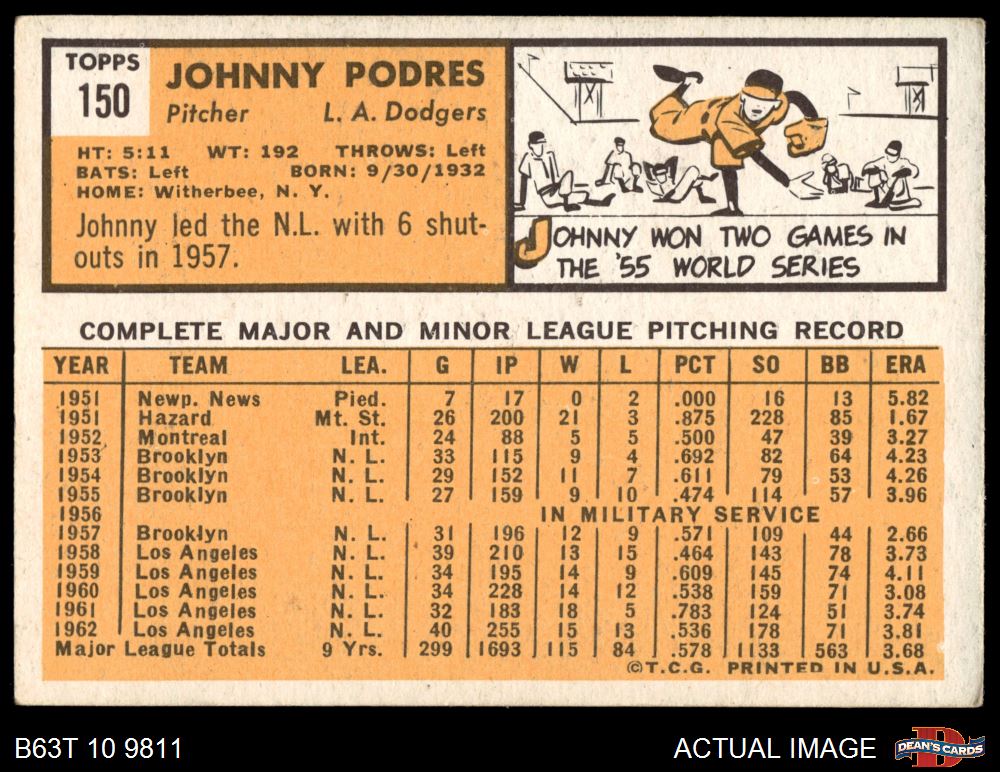 TOPPS
150
JOHNNY PODRES
Pitcher L. A. Dodgers
HT: 5:11 WT: 192 THROWS: Left
BATS: Left BORN: 9/30/1932
HOME: Witherbee, N. Y.
Johnny led the N.L. with 6 shut-
outs in 1957.
JOHNNY WON TWO GAMES IN
THE '55 WORLD SERIES
COMPLETE MAJOR AND MINOR LEAGUE PITCHING RECORD
YEAR TEAM LEA. G IP W L PCT SO BB ERA
1951 Newp. News Pied. 7 17 0 2 .000 16 13 5.82
1951 Hazard Mt. St. 26 200 21 3 .875 228 85 1.67
1952 Montreal Int. 24 88 5 5 .500 47 39 3.27
1953 Brooklyn N. L. 33 115 9 4 .692 82 64 4.23
1954 Brooklyn N. L. 29 152 11 7 .611 79 53 4.26
1955 Brooklyn N. L. 27 159 9 10 .474 114 57 3.96
1956 IN MILITARY SERVICE
1957 Brooklyn N. L. 31 196 12 9 .571 109 44 2.66
1958 Los Angeles N. L. 39 210 13 15 .464 143 78 3.73
1959 Los Angeles N. L. 34 195 14 9 .609 145 74 4.11
1960 Los Angeles N. L. 34 228 14 12 .538 159 71 3.08
1961 Los Angeles N. L. 32 183 18 5 .783 124 51 3.74
1962 Los Angeles N. L. 40 255 15 13 .536 178 71 3.81
Major League Totals 9 Yrs. 299 1693 115 84 .578 1133 563 3.68
©T.C.G. PRINTED IN U.S.A.
B63T 10 9811 ACTUAL IMAGE DEAN'S CARDS